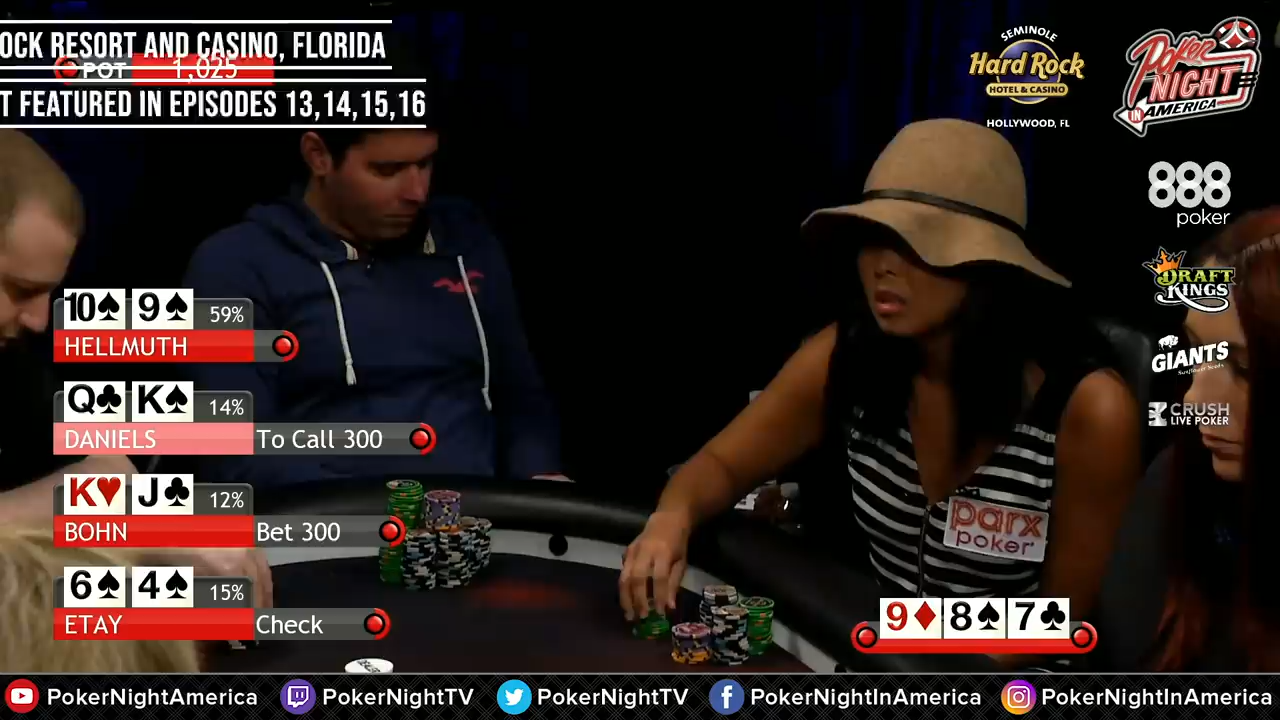 OCK RESORT AND CASINO, FLORIDA
POT 1,025
T FEATURED IN EPISODES 13,14,15,16
SEMINOLE
Hard Rock
HOTEL & CASINO
HOLLYWOOD, FL
Poker
NIGHT
IN AMERICA
888
poker
DRAFT
KINGS
GIANTS
Sunflower Seeds
CRUSH
LIVE POKER
10♠ 9♠ 59%
HELLMUTH
Q♣ K♠ 14%
DANIELS To Call 300
K♥ J♣ 12%
BOHN Bet 300
6♠ 4♠ 15%
ETAY Check
parx
poker
9♦ 8♠ 7♣
PokerNightAmerica PokerNightTV PokerNightTV PokerNightInAmerica PokerNightInAmerica